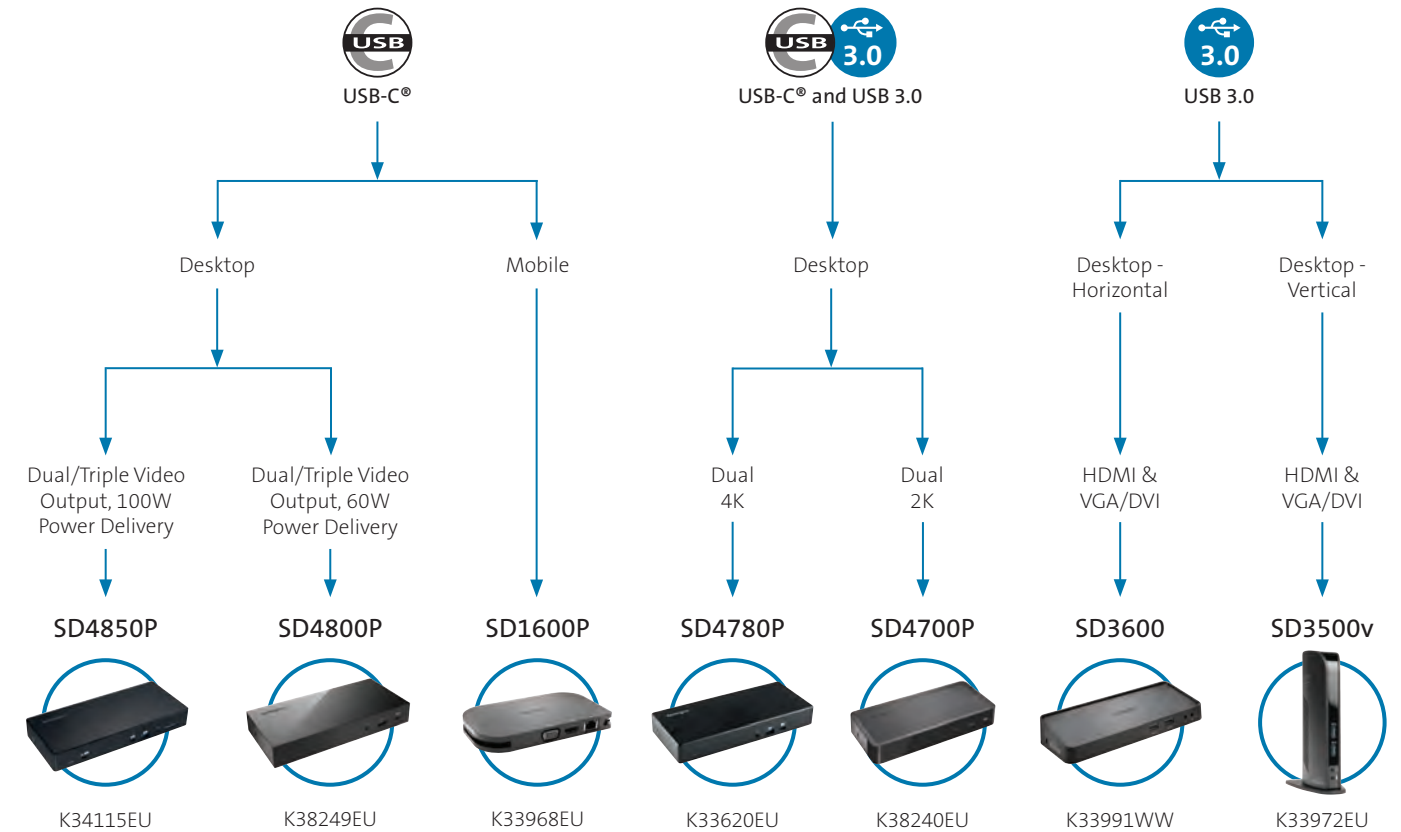 USB
USB
3.0
3.0
USB-C®
USB-C® and USB 3.0
USB 3.0
Desktop
Mobile
Desktop
Desktop -
Horizontal
Desktop -
Vertical
Dual/Triple Video
Output, 100W
Power Delivery
Dual/Triple Video
Output, 60W
Power Delivery
Dual
4K
Dual
2K
HDMI &
VGA/DVI
HDMI &
VGA/DVI
SD4850P
SD4800P
SD1600P
SD4780P
SD4700P
SD3600
SD3500v
K34115EU
K38249EU
K33968EU
K33620EU
K38240EU
K33991WW
K33972EU